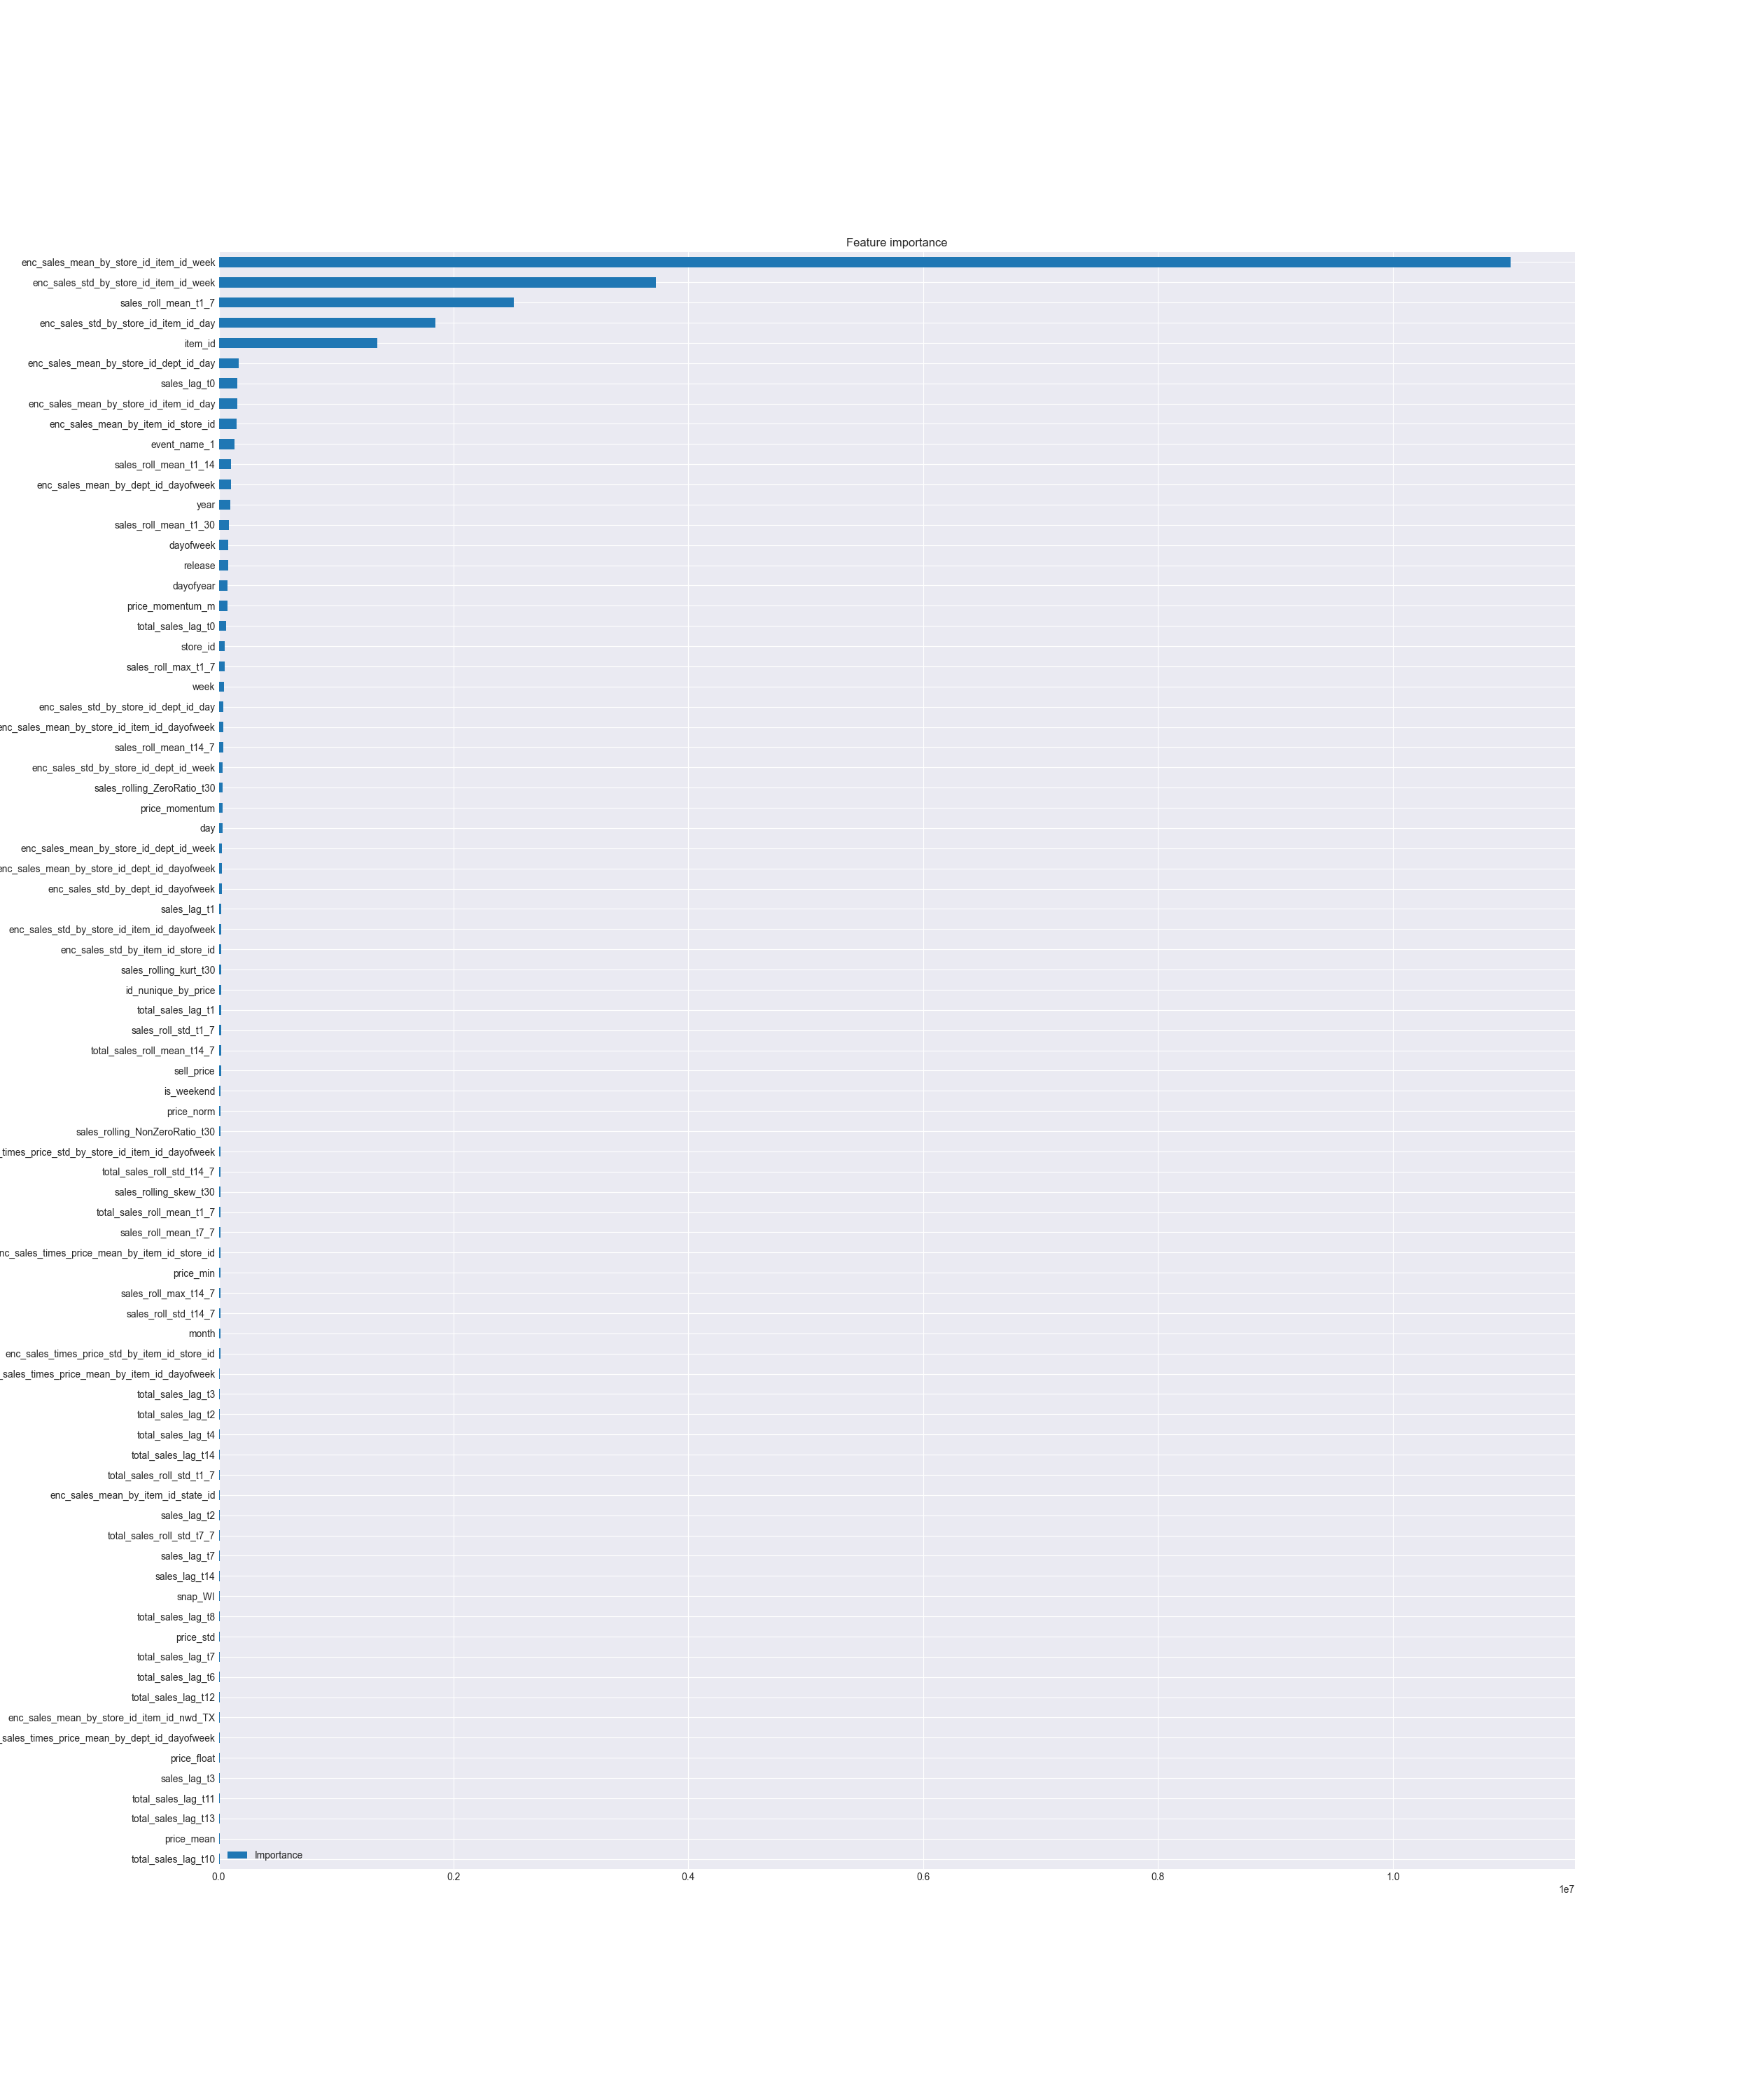 Feature importance
enc_sales_mean_by_store_id_item_id_week
enc_sales_std_by_store_id_item_id_week
sales_roll_mean_t1_7
enc_sales_std_by_store_id_item_id_day
item_id
enc_sales_mean_by_store_id_dept_id_day
sales_lag_t0
enc_sales_mean_by_store_id_item_id_day
enc_sales_mean_by_item_id_store_id
event_name_1
sales_roll_mean_t1_14
enc_sales_mean_by_dept_id_dayofweek
year
sales_roll_mean_t1_30
dayofweek
release
dayofyear
price_momentum_m
total_sales_lag_t0
store_id
sales_roll_max_t1_7
week
enc_sales_std_by_store_id_dept_id_day
enc_sales_mean_by_store_id_item_id_dayofweek
sales_roll_mean_t14_7
enc_sales_std_by_store_id_dept_id_week
sales_rolling_ZeroRatio_t30
price_momentum
day
enc_sales_mean_by_store_id_dept_id_week
enc_sales_mean_by_store_id_dept_id_dayofweek
enc_sales_std_by_dept_id_dayofweek
sales_lag_t1
enc_sales_std_by_store_id_item_id_dayofweek
enc_sales_std_by_item_id_store_id
sales_rolling_kurt_t30
id_nunique_by_price
total_sales_lag_t1
sales_roll_std_t1_7
total_sales_roll_mean_t14_7
sell_price
is_weekend
price_norm
sales_rolling_NonZeroRatio_t30
_times_price_std_by_store_id_item_id_dayofweek
total_sales_roll_std_t14_7
sales_rolling_skew_t30
total_sales_roll_mean_t1_7
sales_roll_mean_t7_7
nc_sales_times_price_mean_by_item_id_store_id
price_min
sales_roll_max_t14_7
sales_roll_std_t14_7
month
enc_sales_times_price_std_by_item_id_store_id
_sales_times_price_mean_by_item_id_dayofweek
total_sales_lag_t3
total_sales_lag_t2
total_sales_lag_t4
total_sales_lag_t14
total_sales_roll_std_t1_7
enc_sales_mean_by_item_id_state_id
sales_lag_t2
total_sales_roll_std_t7_7
sales_lag_t7
sales_lag_t14
snap_WI
total_sales_lag_t8
price_std
total_sales_lag_t7
total_sales_lag_t6
total_sales_lag_t12
enc_sales_mean_by_store_id_item_id_nwd_TX
_sales_times_price_mean_by_dept_id_dayofweek
price_float
sales_lag_t3
total_sales_lag_t11
total_sales_lag_t13
price_mean
total_sales_lag_t10
Importance
0.0 0.2 0.4 0.6 0.8 1.0
1e7